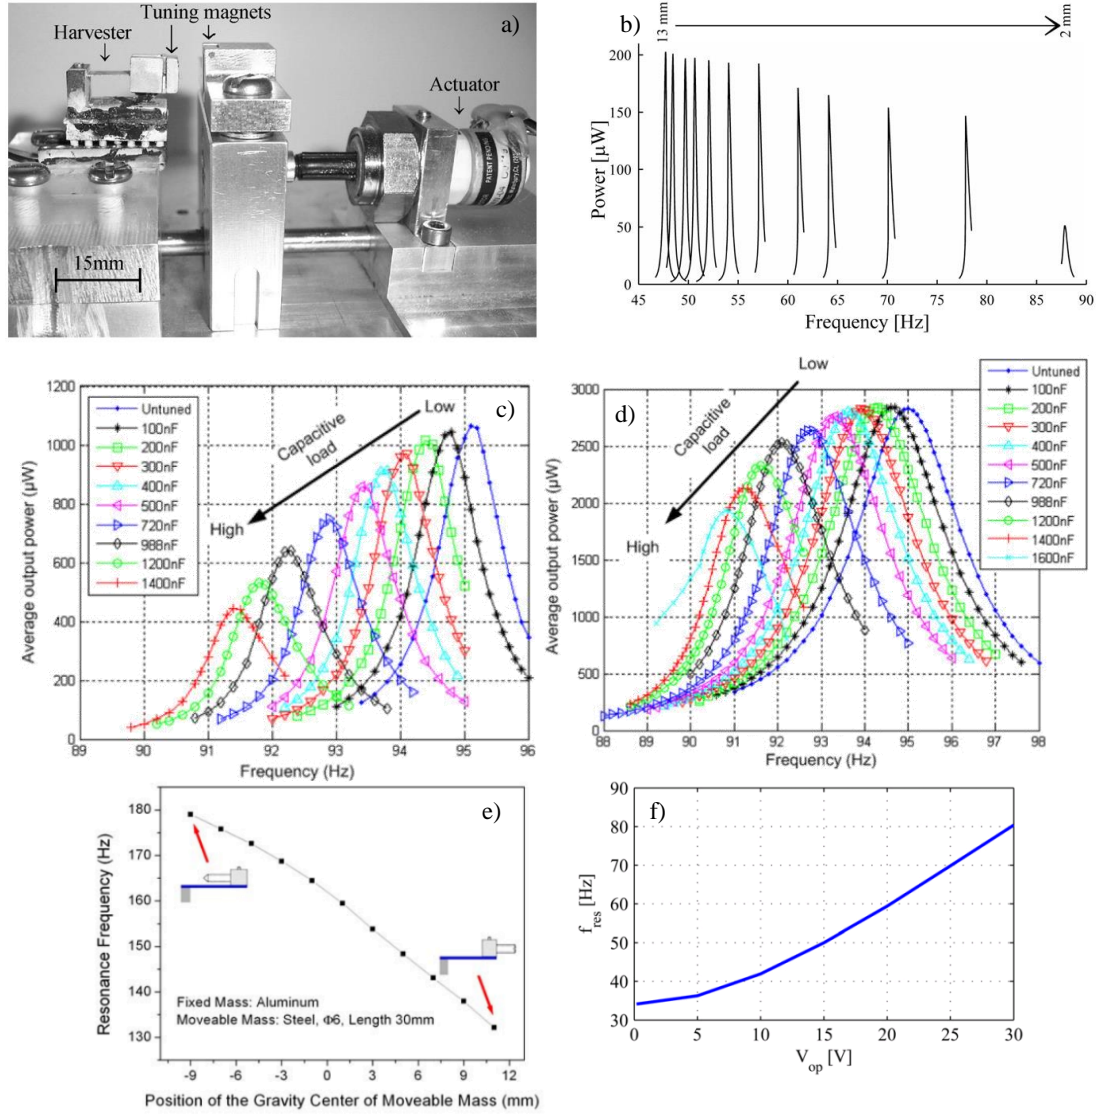 Tuning magnets
a)
Harvester
Actuator
PATENT PENDING
15mm
b)
13 mm
2 mm
200
150
100
50
0
Power [µW]
45
50
55
60
65
70
75
80
85
90
Frequency [Hz]
1200
1000
800
600
400
200
0
Average output power (µW)
Untuned
100nF
200nF
300nF
400nF
500nF
720nF
988nF
1200nF
1400nF
Low
c)
Capacitive
load
High
89
90
91
92
93
94
95
96
Frequency (Hz)
3000
2500
2000
1500
1000
500
0
Average output power (µW)
Low
d)
Capacitive
load
High
Untuned
100nF
200nF
300nF
400nF
500nF
720nF
988nF
1200nF
1400nF
1600nF
88
89
90
91
92
93
94
95
96
97
98
Frequency (Hz)
180
170
160
150
140
130
Resonance Frequency (Hz)
e)
Fixed Mass: Aluminum
Moveable Mass: Steel, Φ6, Length 30mm
-9
-6
-3
0
3
6
9
12
Position of the Gravity Center of Moveable Mass (mm)
f)
90
80
70
60
50
40
30
f_res [Hz]
0
5
10
15
20
25
30
V_op [V]